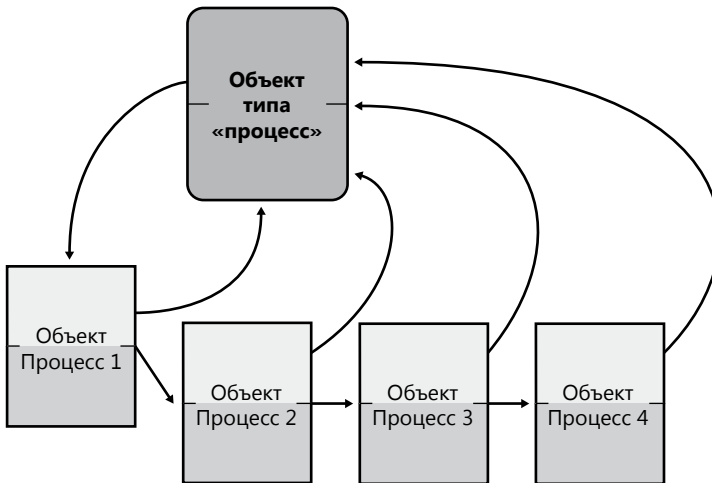 Объект
типа
«процесс»
Объект
Процесс 1
Объект
Процесс 2
Объект
Процесс 3
Объект
Процесс 4